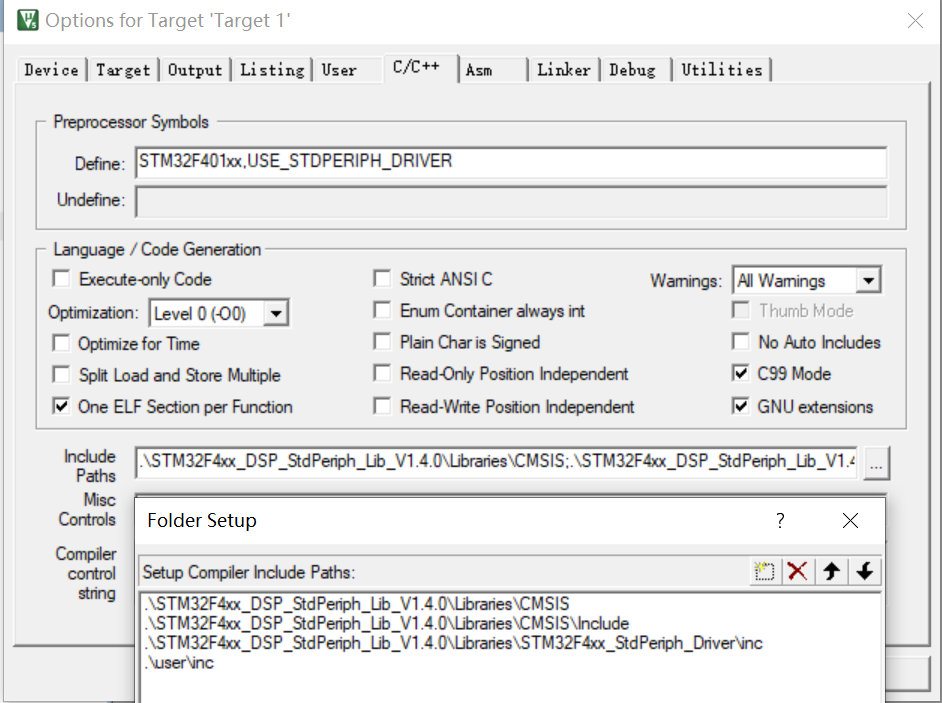 Options for Target 'Target 1'
Device Target Output Listing User C/C++ Asm Linker Debug Utilities
Preprocessor Symbols
Define: STM32F401xx,USE_STDPERIPH_DRIVER
Undefine:
Language / Code Generation
Execute-only Code Strict ANSI C Warnings: All Warnings
Optimization: Level 0 (-O0) Enum Container always int Thumb Mode
Optimize for Time Plain Char is Signed No Auto Includes
Split Load and Store Multiple Read-Only Position Independent C99 Mode
One ELF Section per Function Read-Write Position Independent GNU extensions
Include Paths .\STM32F4xx_DSP_StdPeriph_Lib_V1.4.0\Libraries\CMSIS;.\STM32F4xx_DSP_StdPeriph_Lib_V1.4 ...
Misc Controls
Compiler control string
Folder Setup ?
Setup Compiler Include Paths:
.\STM32F4xx_DSP_StdPeriph_Lib_V1.4.0\Libraries\CMSIS
.\STM32F4xx_DSP_StdPeriph_Lib_V1.4.0\Libraries\CMSIS\Include
.\STM32F4xx_DSP_StdPeriph_Lib_V1.4.0\Libraries\STM32F4xx_StdPeriph_Driver\inc
.\user\inc